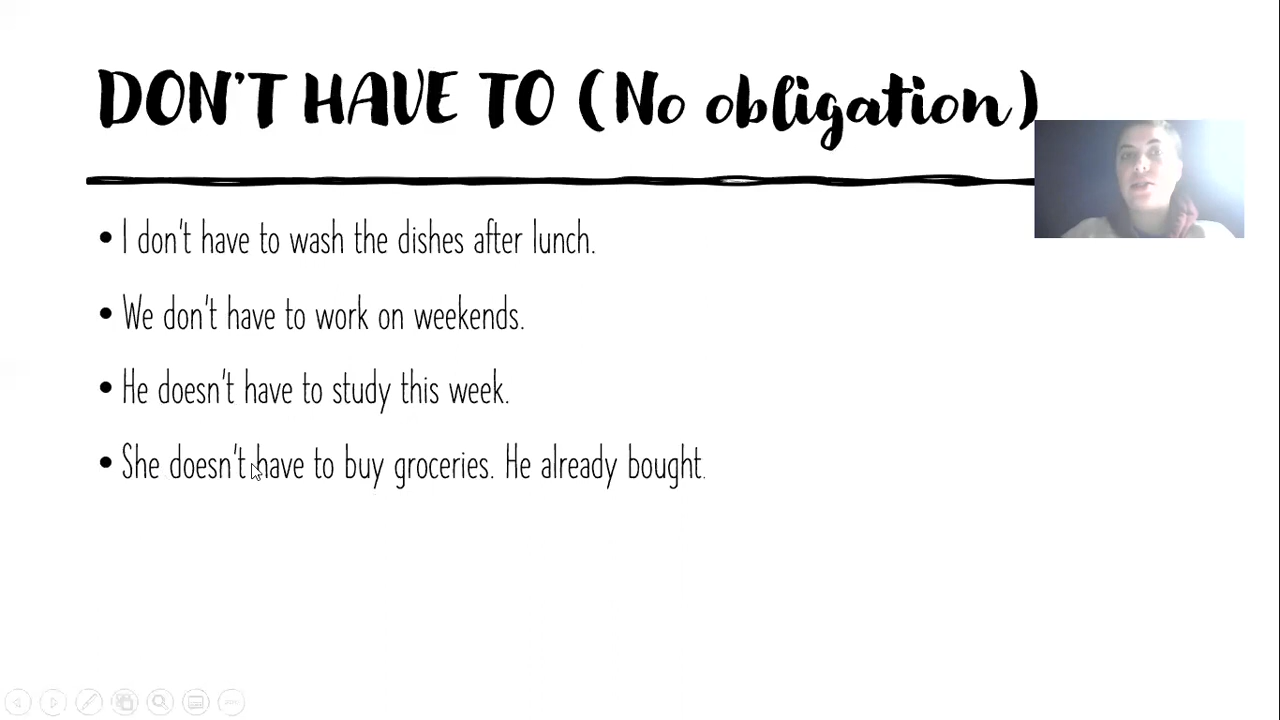 DON'T HAVE TO (No obligation)
• I don't have to wash the dishes after lunch.
• We don't have to work on weekends.
• He doesn't have to study this week.
• She doesn't have to buy groceries. He already bought.